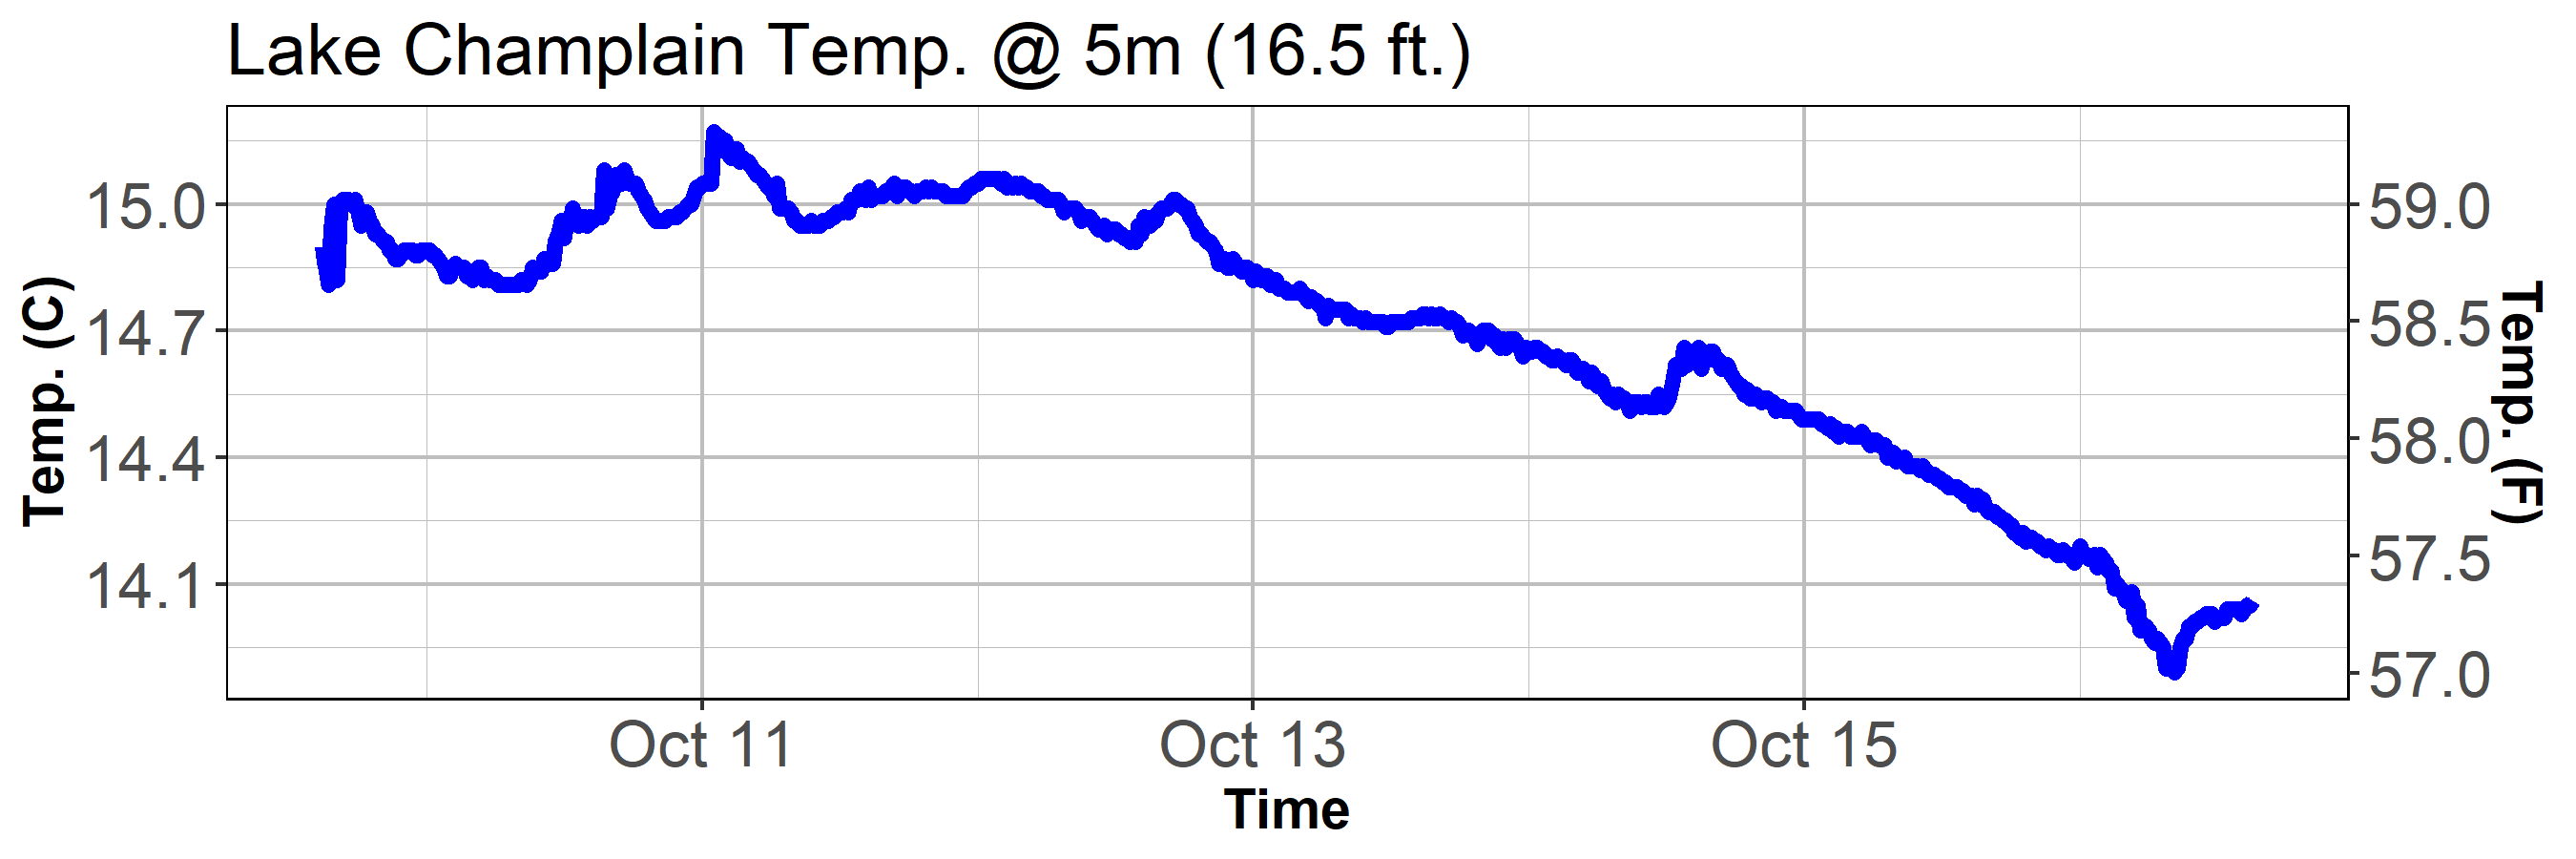 Lake Champlain Temp. @ 5m (16.5 ft.)
Temp. (C)
15.0
14.7
14.4
14.1
59.0
58.5
58.0
57.5
57.0
Temp. (F)
Oct 11
Oct 13
Oct 15
Time